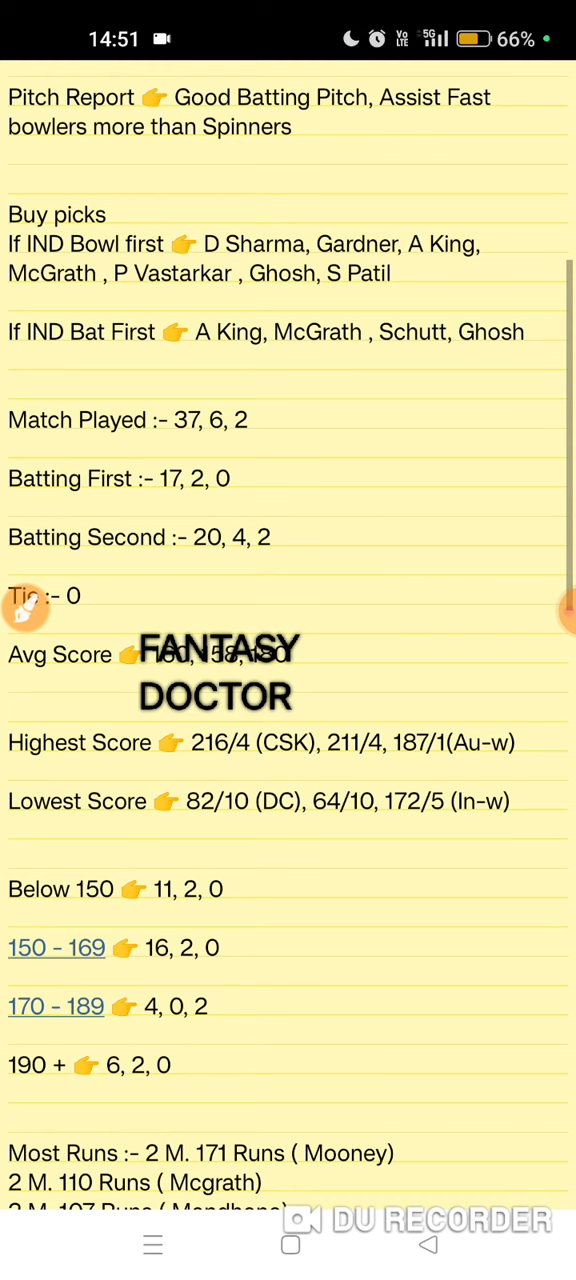 14:51
Vo
LTE
5G
66%
Pitch Report 👉 Good Batting Pitch, Assist Fast
bowlers more than Spinners
Buy picks
If IND Bowl first 👉 D Sharma, Gardner, A King,
McGrath , P Vastarkar , Ghosh, S Patil
If IND Bat First 👉 A King, McGrath , Schutt, Ghosh
Match Played :- 37, 6, 2
Batting First :- 17, 2, 0
Batting Second :- 20, 4, 2
:- 0
Avg Score 👉
FANTASY
DOCTOR
Highest Score 👉 216/4 (CSK), 211/4, 187/1(Au-w)
Lowest Score 👉 82/10 (DC), 64/10, 172/5 (In-w)
Below 150 👉 11, 2, 0
150 - 169 👉 16, 2, 0
170 - 189 👉 4, 0, 2
190 + 👉 6, 2, 0
Most Runs :- 2 M. 171 Runs ( Mooney)
2 M. 110 Runs ( Mcgrath)
DU RECORDER